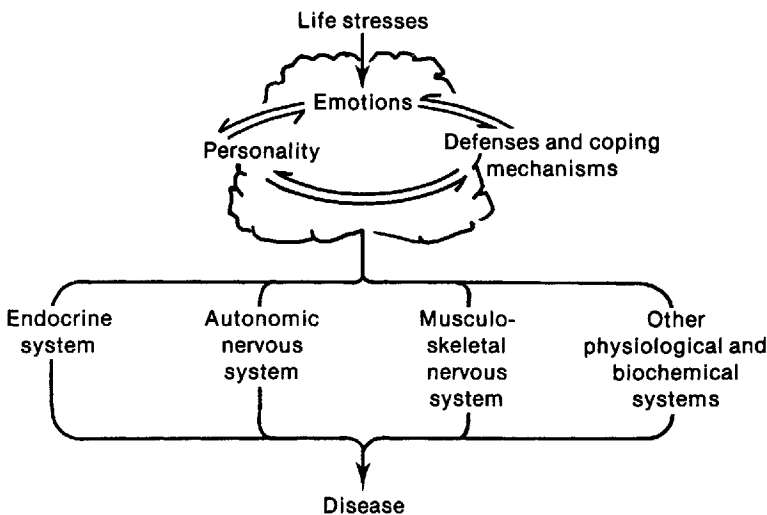 Life stresses
Emotions
Personality
Defenses and coping
mechanisms
Endocrine
system
Autonomic
nervous
system
Musculo-
skeletal
nervous
system
Other
physiological and
biochemical
systems
Disease